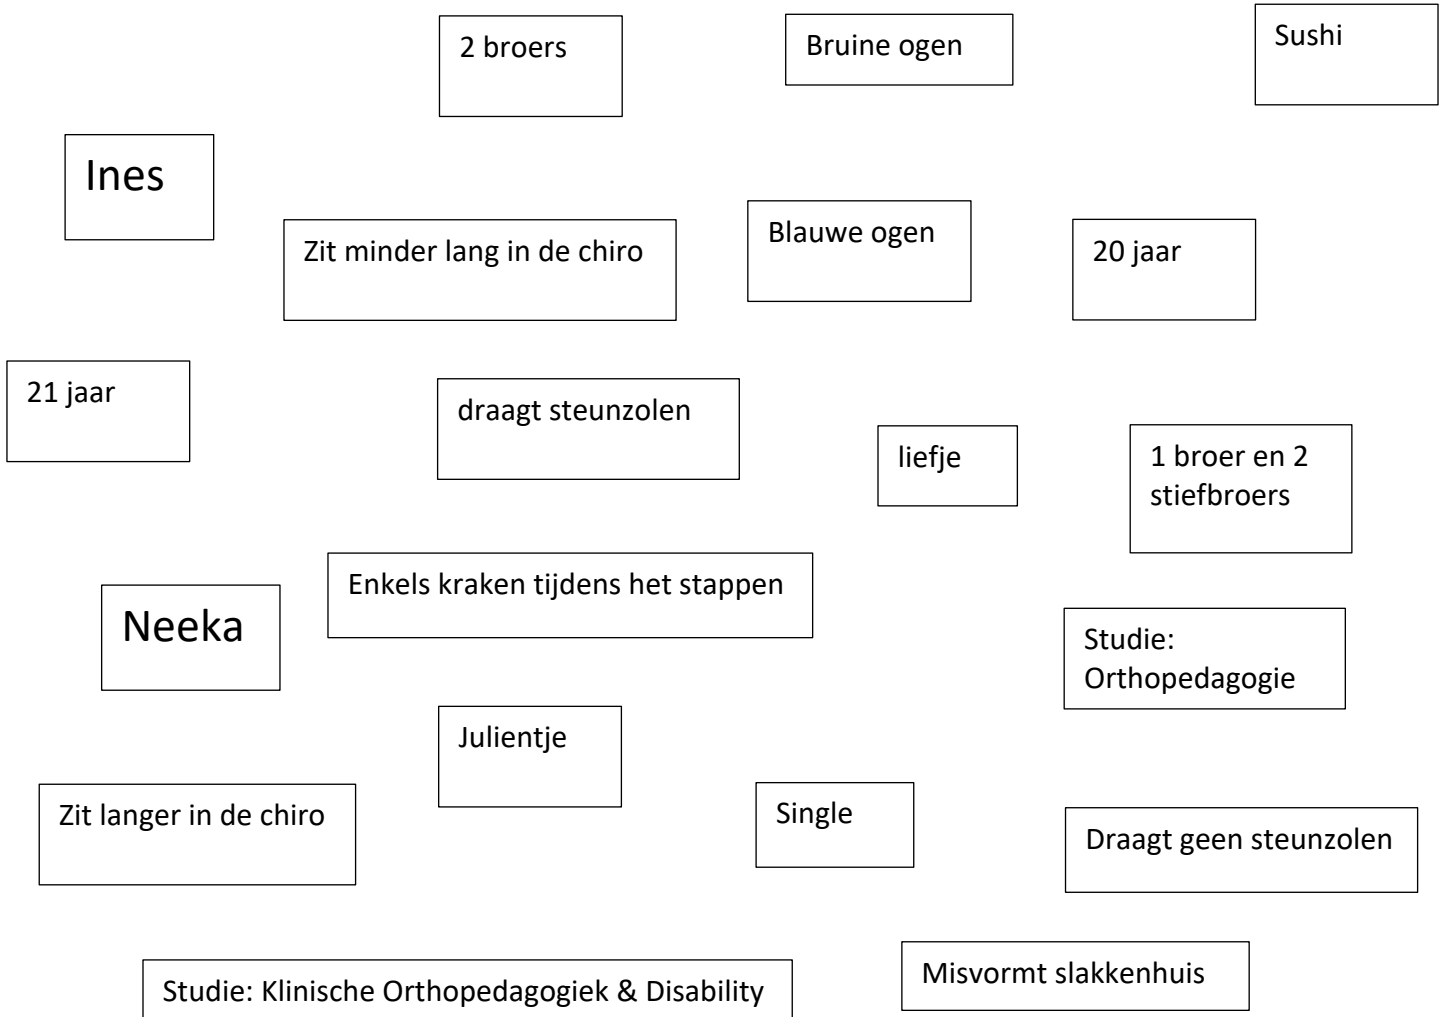 2 broers
Bruine ogen
Sushi
Ines
Zit minder lang in de chiro
Blauwe ogen
20 jaar
21 jaar
draagt steunzolen
liefje
1 broer en 2
stiefbroers
Enkels kraken tijdens het stappen
Neeka
Studie:
Orthopedagogie
Julientje
Zit langer in de chiro
Single
Draagt geen steunzolen
Studie: Klinische Orthopedagogiek & Disability
Misvormt slakkenhuis